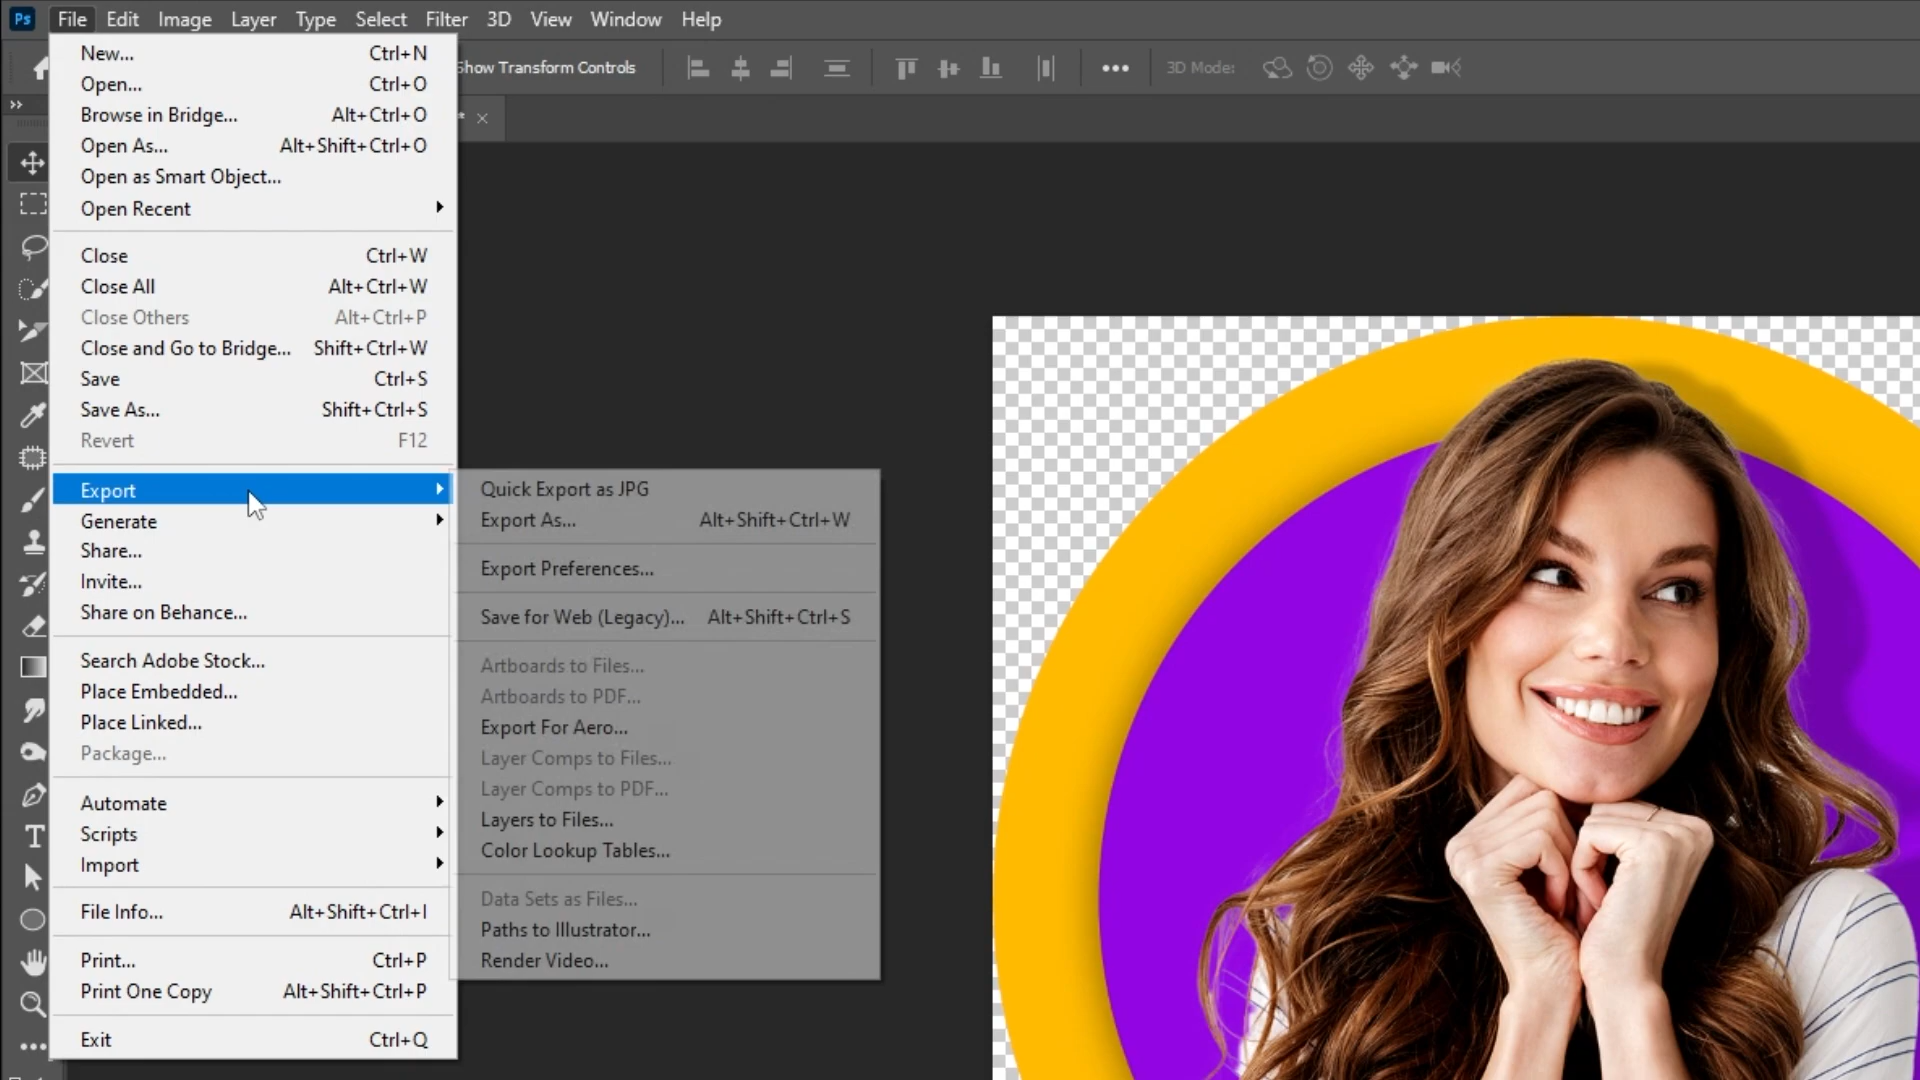 Ps File Edit Image Layer Type Select Filter 3D View Window Help
Show Transform Controls 3D Mode:
New... Ctrl+N
Open... Ctrl+O
Browse in Bridge... Alt+Ctrl+O
Open As... Alt+Shift+Ctrl+O
Open as Smart Object...
Open Recent
Close Ctrl+W
Close All Alt+Ctrl+W
Close Others Alt+Ctrl+P
Close and Go to Bridge... Shift+Ctrl+W
Save Ctrl+S
Save As... Shift+Ctrl+S
Revert F12
Export
Generate
Share...
Invite...
Share on Behance...
Search Adobe Stock...
Place Embedded...
Place Linked...
Package...
Automate
Scripts
Import
File Info... Alt+Shift+Ctrl+I
Print... Ctrl+P
Print One Copy Alt+Shift+Ctrl+P
Exit Ctrl+Q
Quick Export as JPG
Export As... Alt+Shift+Ctrl+W
Export Preferences...
Save for Web (Legacy)... Alt+Shift+Ctrl+S
Artboards to Files...
Artboards to PDF...
Export For Aero...
Layer Comps to Files...
Layer Comps to PDF...
Layers to Files...
Color Lookup Tables...
Data Sets as Files...
Paths to Illustrator...
Render Video...